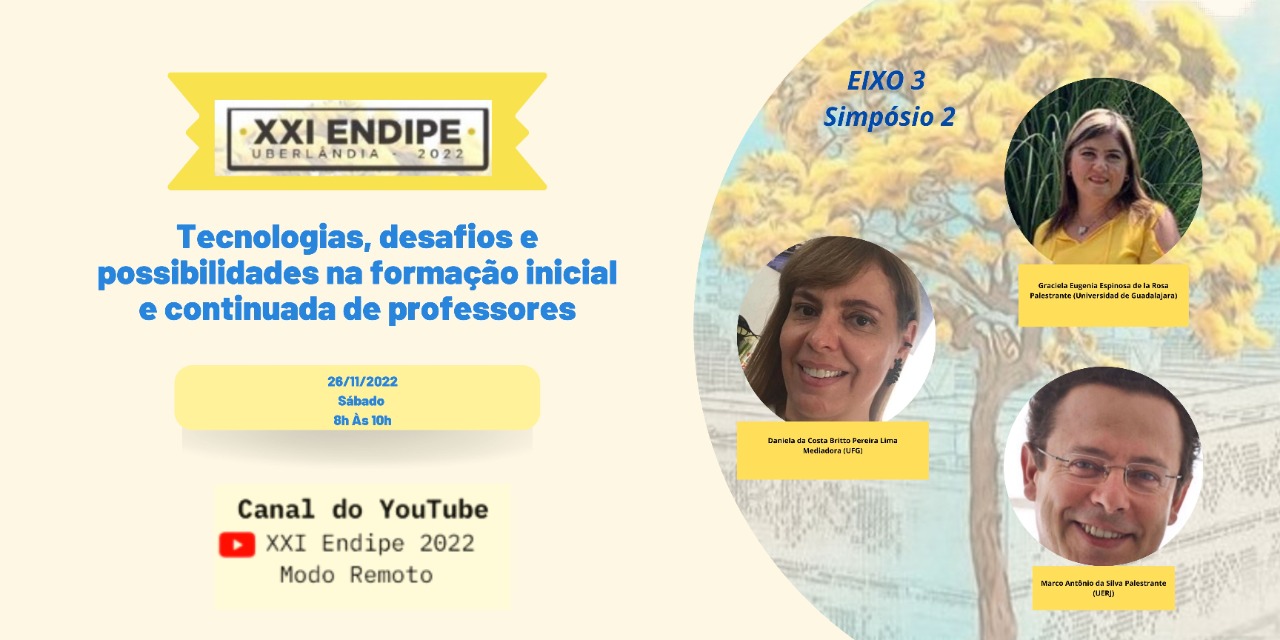 XXI ENDIPE
UBERLÂNDIA - 2022
Tecnologias, desafios e
possibilidades na formação inicial
e continuada de professores
26/11/2022
Sábado
8h Às 10h
Canal do YouTube
XXI Endipe 2022
Modo Remoto
EIXO 3
Simpósio 2
Graciela Eugenia Espinosa de la Rosa
Palestrante (Universidad de Guadalajara)
Daniela da Costa Britto Pereira Lima
Mediadora (UFG)
Marco Antônio da Silva Palestrante
(UERJ)